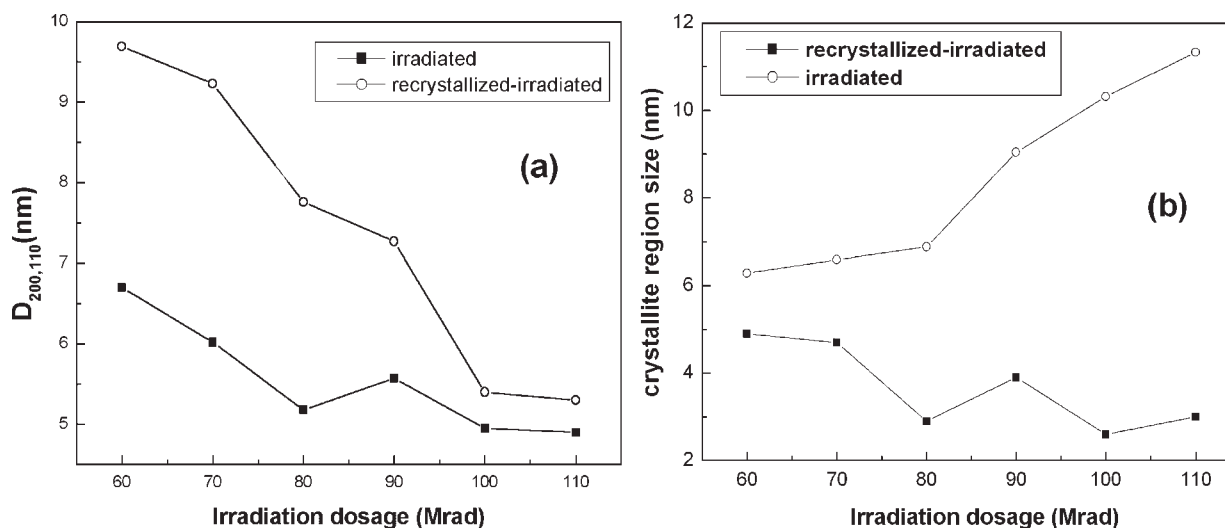 10
9
8
7
6
5
60 70 80 90 100 110
D200,110(nm)
Irradiation dosage (Mrad)
irradiated
recrystallized-irradiated
(a)
12
10
8
6
4
2
60 70 80 90 100 110
crystallite region size (nm)
Irradiation dosage (Mrad)
recrystallized-irradiated
irradiated
(b)